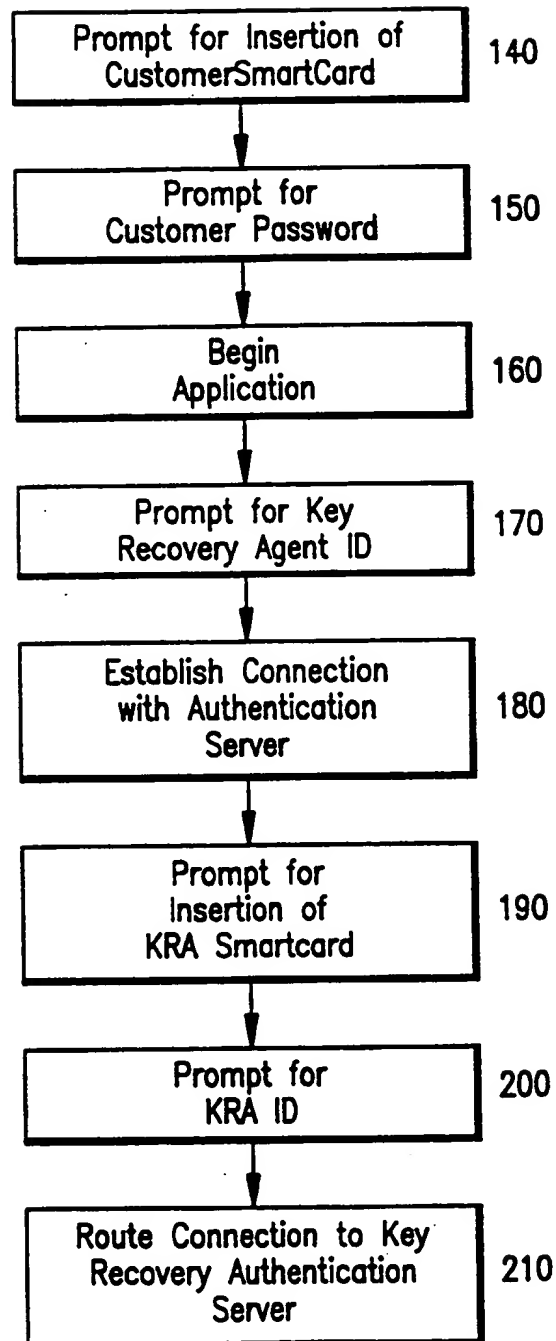 Prompt for Insertion of
CustomerSmartCard
140
Prompt for
Customer Password
150
Begin
Application
160
Prompt for Key
Recovery Agent ID
170
Establish Connection
with Authentication
Server
180
Prompt for
Insertion of
KRA Smartcard
190
Prompt for
KRA ID
200
Route Connection to Key
Recovery Authentication
Server
210